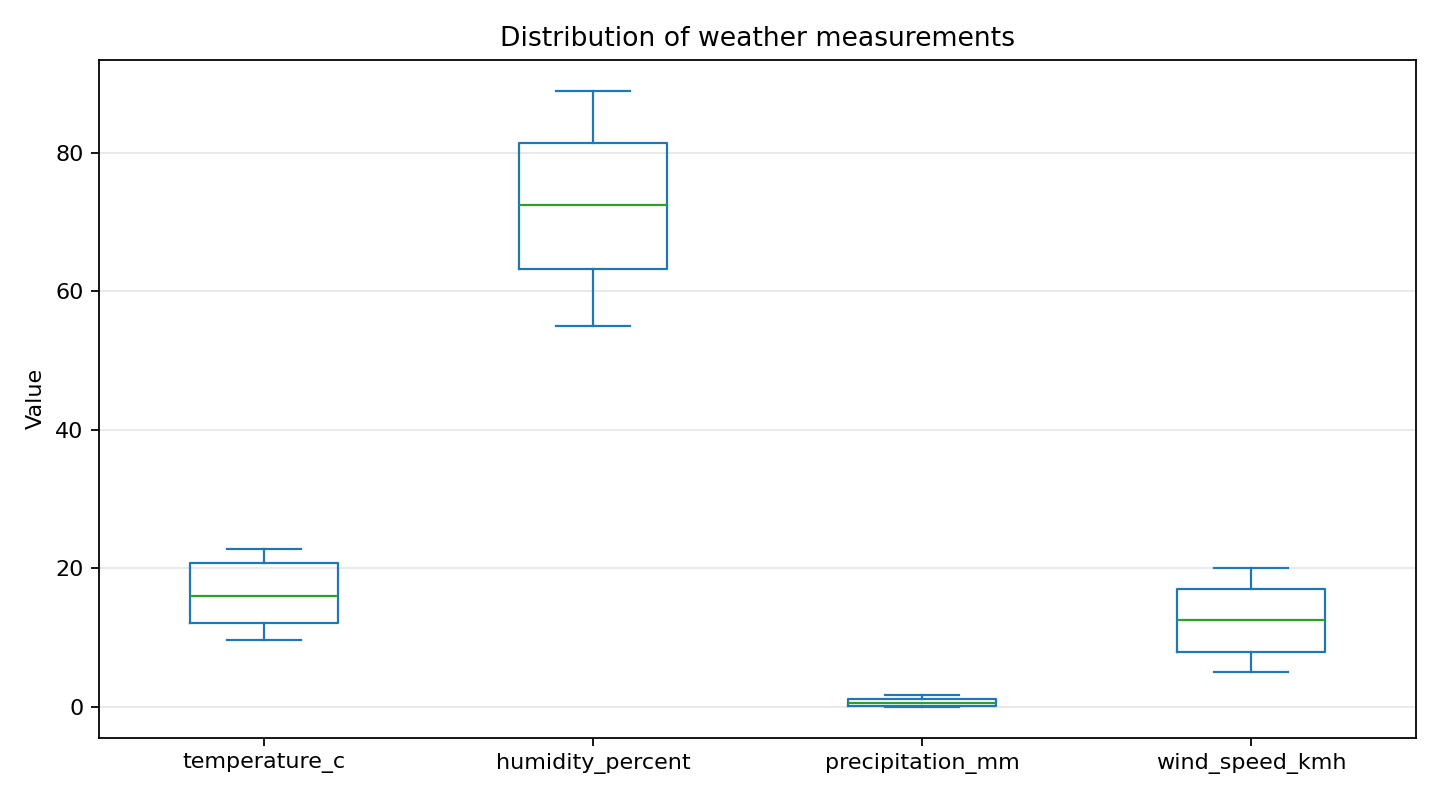 Distribution of weather measurements
Value
80
60
40
20
0
temperature_c humidity_percent precipitation_mm wind_speed_kmh